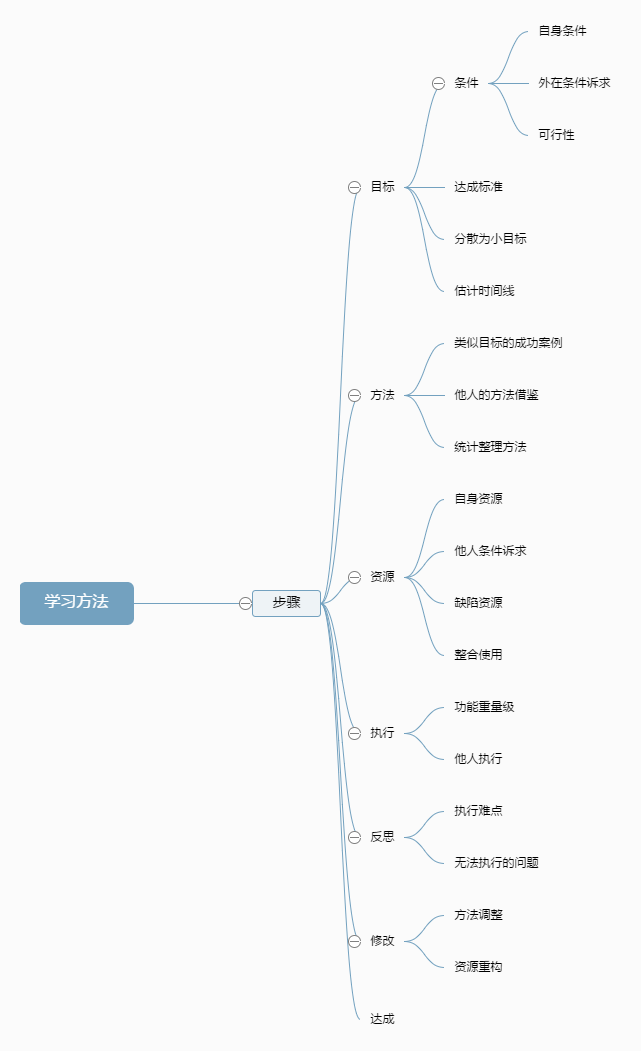 学习方法
步骤
目标
条件
自身条件
外在条件诉求
可行性
达成标准
分散为小目标
估计时间线
方法
类似目标的成功案例
他人的方法借鉴
统计整理方法
资源
自身资源
他人条件诉求
缺陷资源
整合使用
执行
功能重量级
他人执行
反思
执行难点
无法执行的问题
修改
方法调整
资源重构
达成